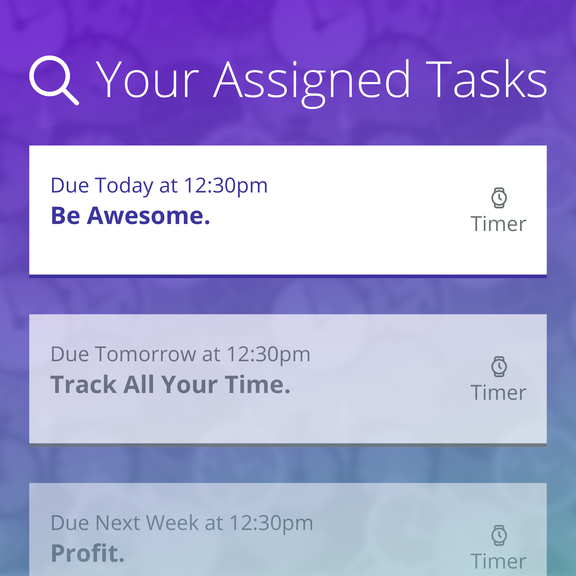 Your Assigned Tasks
Due Today at 12:30pm
Be Awesome.
Timer
Due Tomorrow at 12:30pm
Track All Your Time.
Timer
Due Next Week at 12:30pm
Profit.
Timer